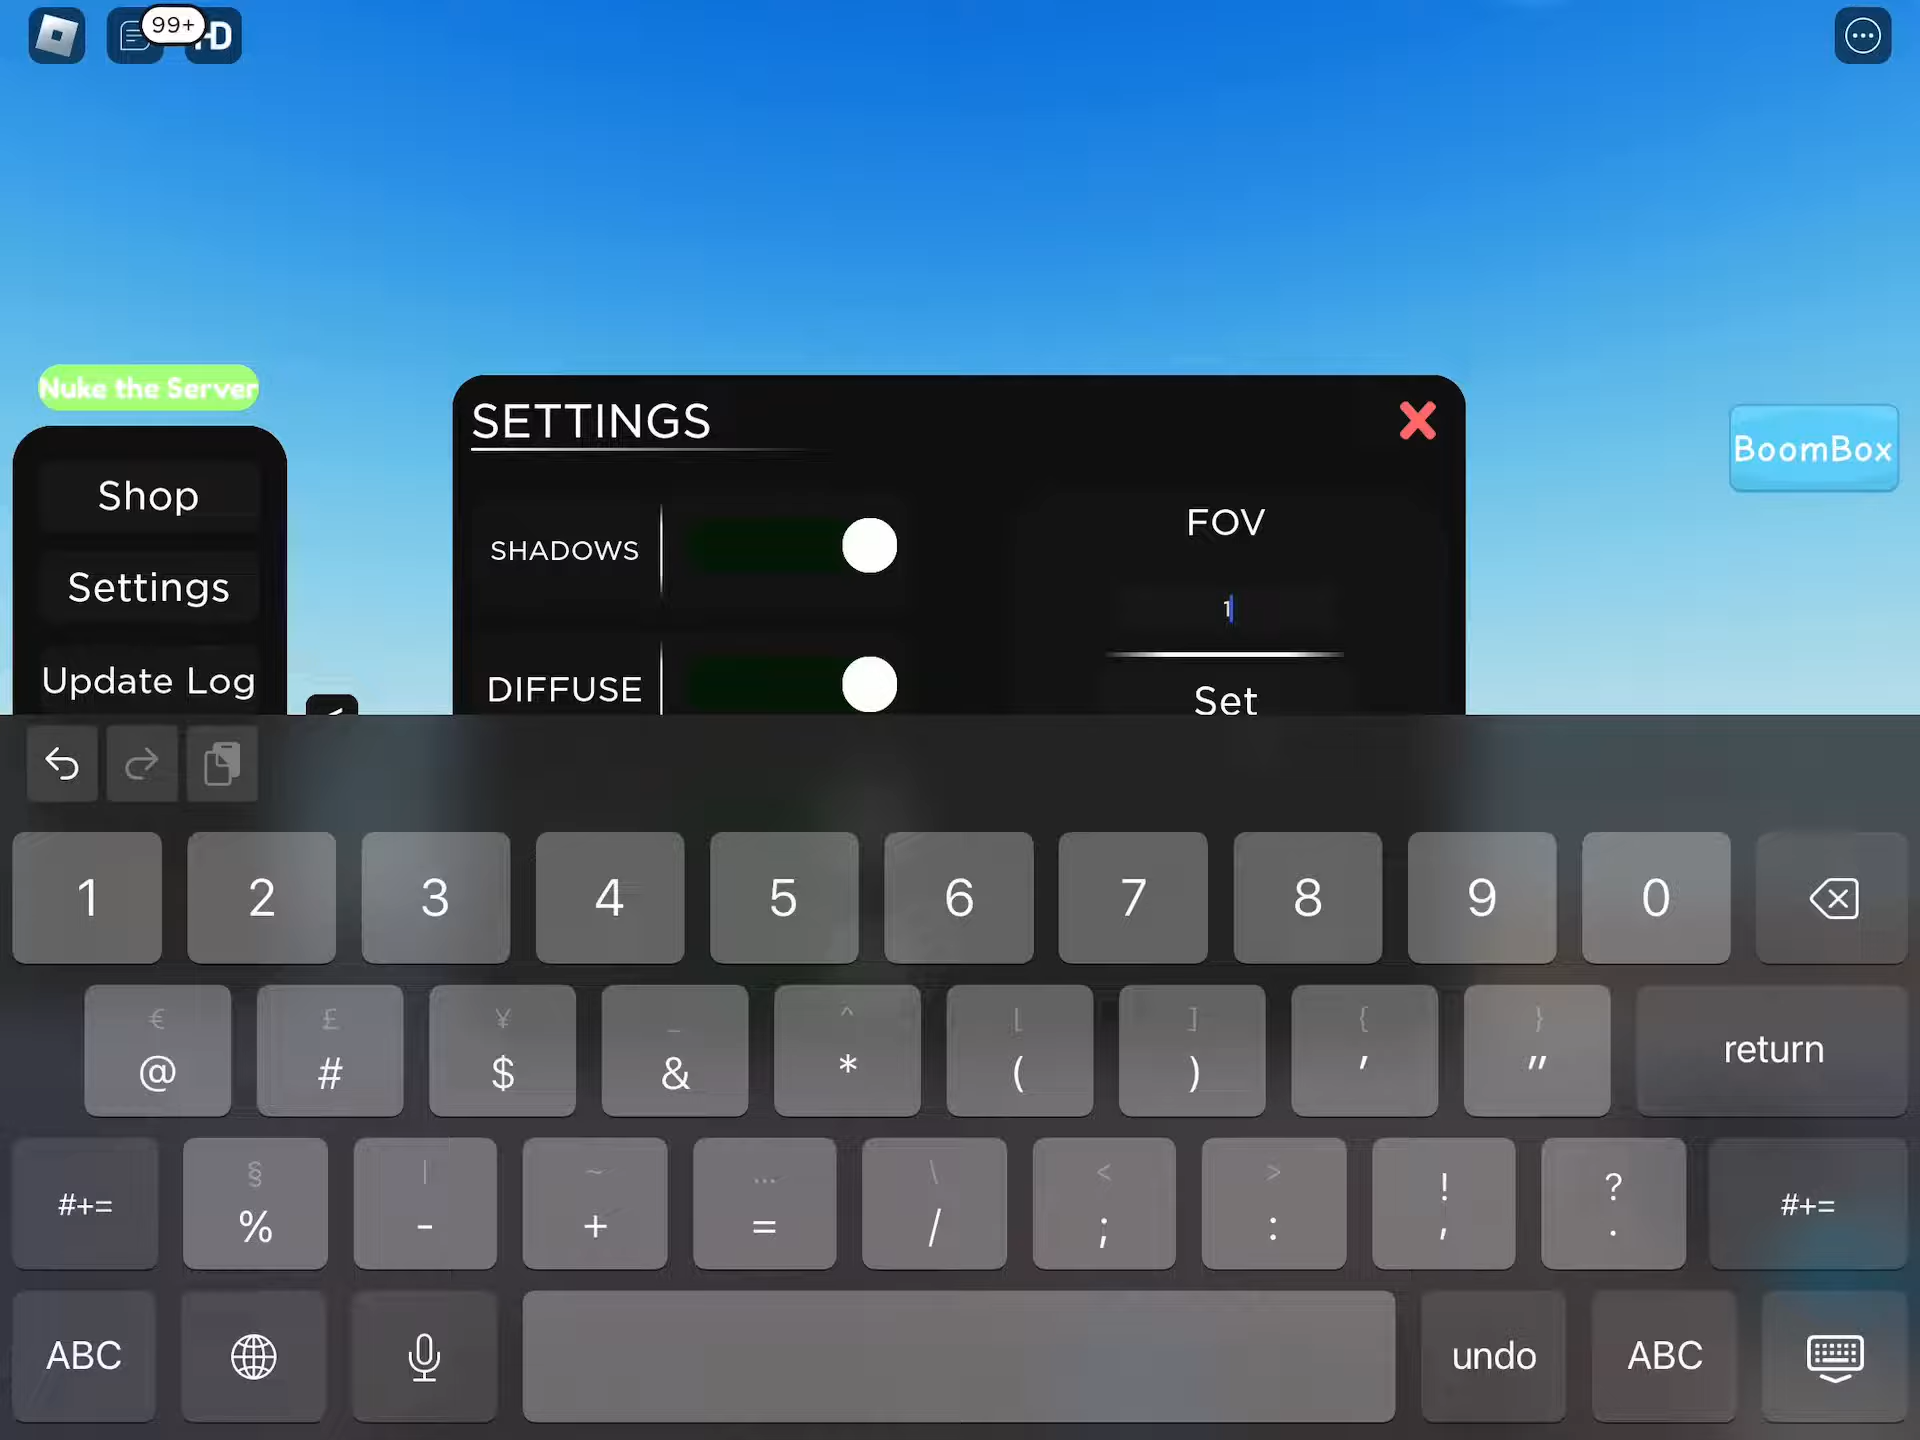 99+
D
Nuke the Server
SETTINGS
BoomBox
Shop
SHADOWS
FOV
Settings
1
Update Log
DIFFUSE
Set
1 2 3 4 5 6 7 8 9 0
€ £ ¥ _ ^ [ ] { }
@ # $ & * ( ) ' " return
§ | ~ … \ < > ! ?
#+= % - + = / ; : , . #+=
ABC undo ABC